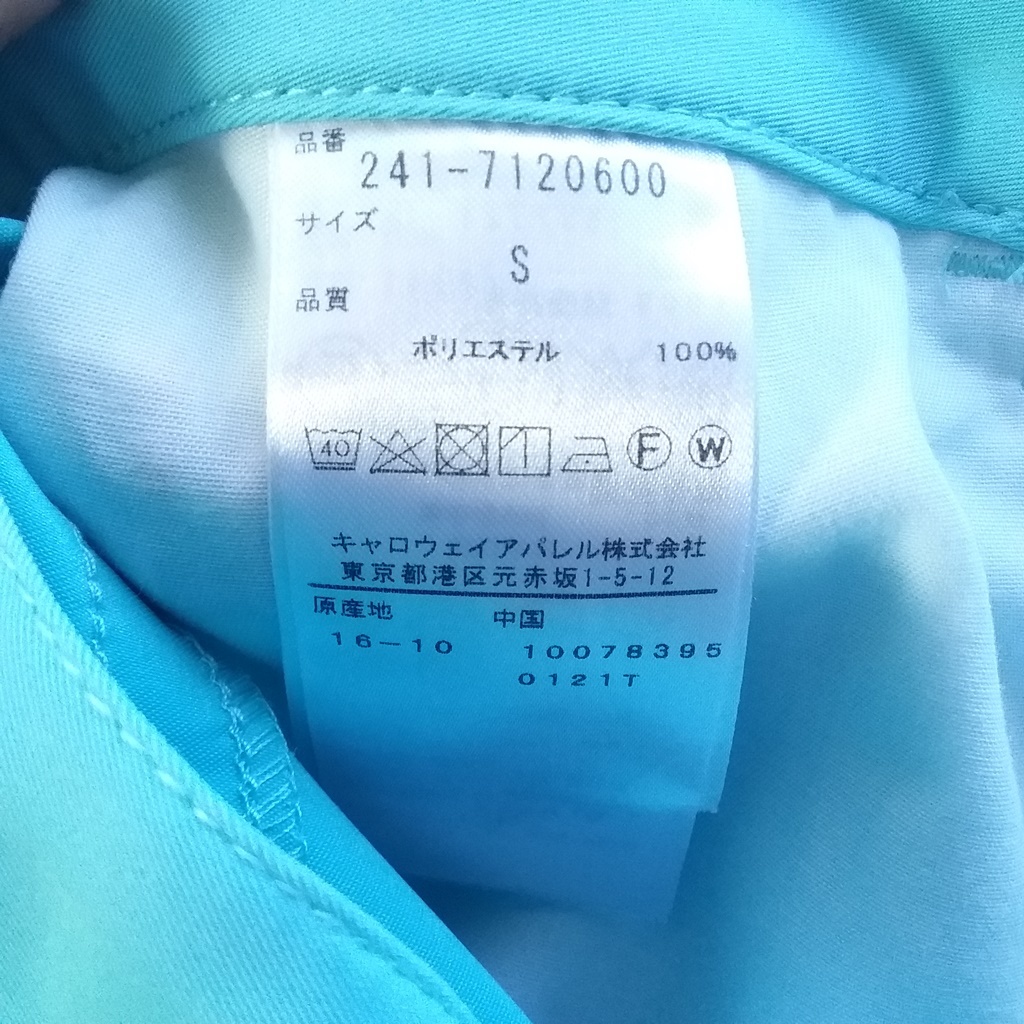 品番
241-7120600
サイズ
S
品質
ポリエステル 100%
40 F W
キャロウェイアパレル株式会社
東京都港区元赤坂1-5-12
原産地 中国
16-10 10078395
0121T